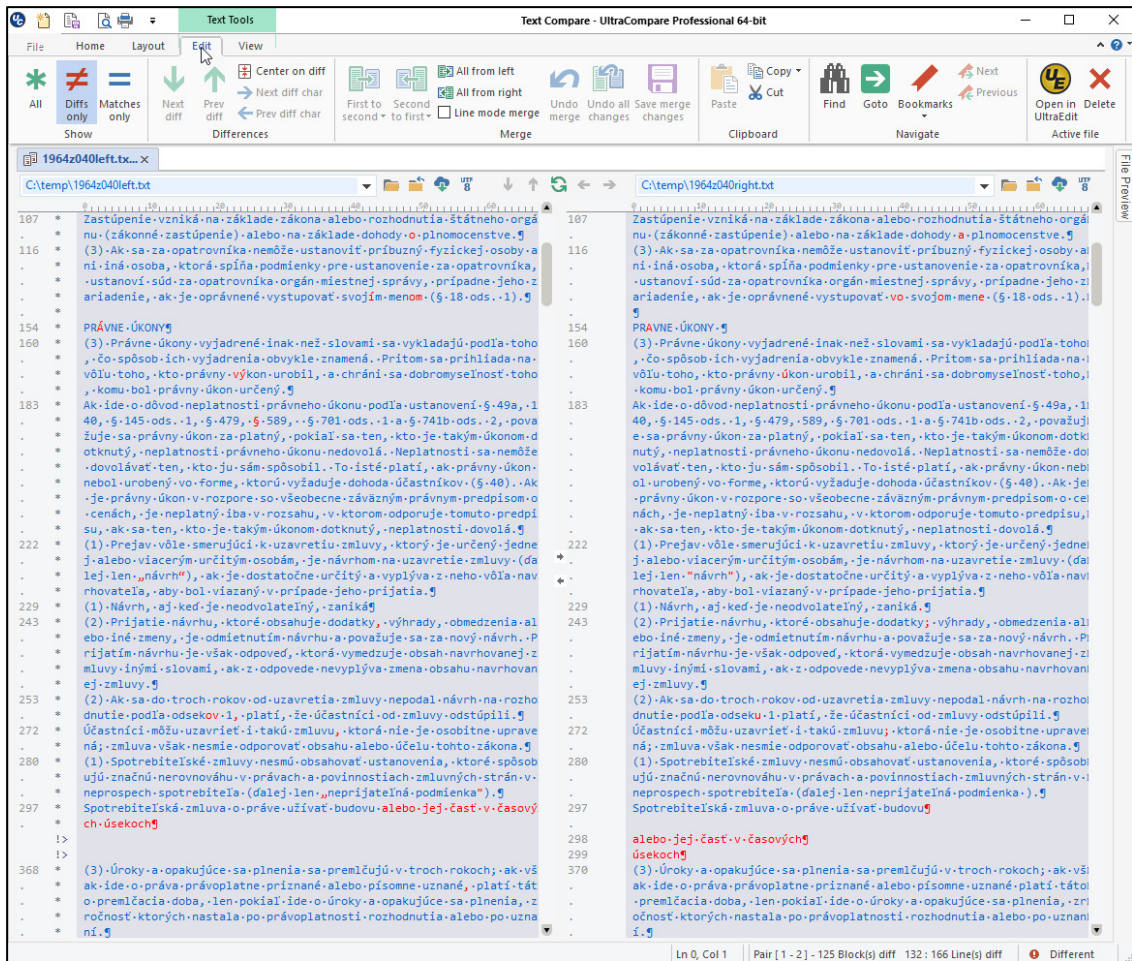 Text Tools
Text Compare - UltraCompare Professional 64-bit
File Home Layout Edit View
All
Diffs only
Matches only
Show
Next diff
Prev diff
Center on diff
Next diff char
Prev diff char
Differences
First to second
Second to first
All from left
All from right
Line mode merge
Undo merge
Undo all changes
Save merge changes
Merge
Paste
Copy
Cut
Clipboard
Find
Goto
Bookmarks
Next
Previous
Navigate
Open in UltraEdit
Delete
Active file
1964z040left.tx...
File Preview
C:\temp\1964z040left.txt
0 10 20 30 40 50 60
107 * Zastúpenie vzniká na základe zákona alebo rozhodnutia štátneho orgá
. * nu (zákonné zastúpenie) alebo na základe dohody o plnomocenstve.¶
116 * (3) Ak sa za opatrovníka nemôže ustanoviť príbuzný fyzickej osoby a
. * ni iná osoba, ktorá spĺňa podmienky pre ustanovenie za opatrovníka,
. * ustanoví súd za opatrovníka orgán miestnej správy, prípadne jeho z
. * ariadenie, ak je oprávnené vystupovať svojím menom (§ 18 ods. 1).¶
. *
154 * PRÁVNE ÚKONY¶
160 * (3) Právne úkony vyjadrené inak než slovami sa vykladajú podľa toho
. * , čo spôsob ich vyjadrenia obvykle znamená. Pritom sa prihliada na
. * vôľu toho, kto právny výkon urobil, a chráni sa dobromyseľnosť toho
. * , komu bol právny úkon určený.¶
183 * Ak ide o dôvod neplatnosti právneho úkonu podľa ustanovení § 49a, 1
. * 40, § 145 ods. 1, § 479, § 589, § 701 ods. 1 a § 741b ods. 2, pova
. * žuje sa právny úkon za platný, pokiaľ sa ten, kto je takým úkonom d
. * otknutý, neplatnosti právneho úkonu nedovolá. Neplatnosti sa nemôže
. * dovolávať ten, kto ju sám spôsobil. To isté platí, ak právny úkon
. * nebol urobený vo forme, ktorú vyžaduje dohoda účastníkov (§ 40). Ak
. * je právny úkon v rozpore so všeobecne záväzným právnym predpisom o
. * cenách, je neplatný iba v rozsahu, v ktorom odporuje tomuto predpi
. * su, ak sa ten, kto je takým úkonom dotknutý, neplatnosti dovolá.¶
222 * (1) Prejav vôle smerujúci k uzavretiu zmluvy, ktorý je určený jedne
. * j alebo viacerým určitým osobám, je návrhom na uzavretie zmluvy (ďa
. * lej len „návrh“), ak je dostatočne určitý a vyplýva z neho vôľa nav
. * rhovateľa, aby bol viazaný v prípade jeho prijatia.¶
229 * (1) Návrh, aj keď je neodvolateľný, zaniká¶
243 * (2) Prijatie návrhu, ktoré obsahuje dodatky, výhrady, obmedzenia al
. * ebo iné zmeny, je odmietnutím návrhu a považuje sa za nový návrh. P
. * rijatím návrhu je však odpoveď, ktorá vymedzuje obsah navrhovanej z
. * mluvy inými slovami, ak z odpovede nevyplýva zmena obsahu navrhovan
. * ej zmluvy.¶
253 * (2) Ak sa do troch rokov od uzavretia zmluvy nepodal návrh na rozho
. * dnutie podľa odsekov 1, platí, že účastníci od zmluvy odstúpili.¶
272 * Účastníci môžu uzavrieť i takú zmluvu, ktorá nie je osobitne uprave
. * ná; zmluva však nesmie odporovať obsahu alebo účelu tohto zákona.¶
280 * (1) Spotrebiteľské zmluvy nesmú obsahovať ustanovenia, ktoré spôsob
. * ujú značnú nerovnováhu v právach a povinnostiach zmluvných strán v
. * neprospech spotrebiteľa (ďalej len „neprijateľná podmienka").¶
297 * Spotrebiteľská zmluva o práve užívať budovu alebo jej časť v časový
. * ch úsekoch¶
!>
!>
368 * (3) Úroky a opakujúce sa plnenia sa premlčujú v troch rokoch; ak vš
. * ak ide o práva právoplatne priznané alebo písomne uznané, platí tát
. * o premlčacia doba, len pokiaľ ide o úroky a opakujúce sa plnenia, z
. * ročnosť ktorých nastala po právoplatnosti rozhodnutia alebo po uzna
. * ní.¶
C:\temp\1964z040right.txt
0 10 20 30 40 50 60
107 Zastúpenie vzniká na základe zákona alebo rozhodnutia štátneho orgá
. nu (zákonné zastúpenie) alebo na základe dohody a plnomocenstve.¶
116 (3) Ak sa za opatrovníka nemôže ustanoviť príbuzný fyzickej osoby a
. ni iná osoba, ktorá spĺňa podmienky pre ustanovenie za opatrovníka,
. ustanoví súd za opatrovníka orgán miestnej správy, prípadne jeho z
. ariadenie, ak je oprávnené vystupovať vo svojom mene (§ 18 ods. 1).
. ¶
154 PRAVNE ÚKONY ¶
160 (3) Právne úkony vyjadrené inak než slovami sa vykladajú podľa toho
. , čo spôsob ich vyjadrenia obvykle znamená. Pritom sa prihliada na
. vôľu toho, kto právny úkon urobil, a chráni sa dobromyseľnosť toho,
. komu bol právny úkon určený.¶
183 Ak ide o dôvod neplatnosti právneho úkonu podľa ustanovení § 49a, 1
. 40, § 145 ods. 1, § 479, 589, § 701 ods. 1 a § 741b ods. 2, považuj
. e sa právny úkon za platný, pokiaľ sa ten, kto je takým úkonom dotk
. nutý, neplatnosti právneho úkonu nedovolá. Neplatnosti sa nemôže do
. volávať ten, kto ju sám spôsobil. To isté platí, ak právny úkon neb
. ol urobený vo forme, ktorú vyžaduje dohoda účastníkov (§ 40). Ak je
. právny úkon v rozpore so všeobecne záväzným právnym predpisom o ce
. nách, je neplatný iba v rozsahu, v ktorom odporuje tomuto predpisu,
. ak sa ten, kto je takým úkonom dotknutý, neplatnosti dovolá.¶
222 (1) Prejav vôle smerujúci k uzavretiu zmluvy, ktorý je určený jedne
. j alebo viacerým určitým osobám, je návrhom na uzavretie zmluvy (ďa
. lej len "návrh"), ak je dostatočne určitý a vyplýva z neho vôľa nav
. rhovateľa, aby bol viazaný v prípade jeho prijatia.¶
229 (1) Návrh, aj keď je neodvolateľný, zaniká.¶
243 (2) Prijatie návrhu, ktoré obsahuje dodatky; výhrady, obmedzenia al
. ebo iné zmeny, je odmietnutím návrhu a považuje sa za nový návrh. P
. rijatím návrhu je však odpoveď, ktorá vymedzuje obsah navrhovanej z
. mluvy inými slovami, ak z odpovede nevyplýva zmena obsahu navrhovan
. ej zmluvy.¶
253 (2) Ak sa do troch rokov od uzavretia zmluvy nepodal návrh na rozho
. dnutie podľa odseku 1 platí, že účastníci od zmluvy odstúpili.¶
272 Účastníci môžu uzavrieť i takú zmluvu; ktorá nie je osobitne uprave
. ná; zmluva však nesmie odporovať obsahu alebo účelu tohto zákona.¶
280 (1) Spotrebiteľské zmluvy nesmú obsahovať ustanovenia, ktoré spôsob
. ujú značnú nerovnováhu v právach a povinnostiach zmluvných strán v
. neprospech spotrebiteľa (ďalej len neprijateľná podmienka ).¶
297 Spotrebiteľská zmluva o práve užívať budovu¶
.
298 alebo jej časť v časových¶
299 úsekoch¶
370 (3) Úroky a opakujúce sa plnenia sa premlčujú v troch rokoch; ak vš
. ak ide o práva právoplatne priznané alebo písomne uznané platí táto
. premlčacia doba, len pokiaľ ide o úroky a opakujúce sa plnenia, zr
. očnosť ktorých nastala po právoplatnosti rozhodnutia alebo po uznan
. í.¶
Ln 0, Col 1
Pair [ 1 - 2 ] - 125 Block(s) diff 132 : 166 Line(s) diff
Different